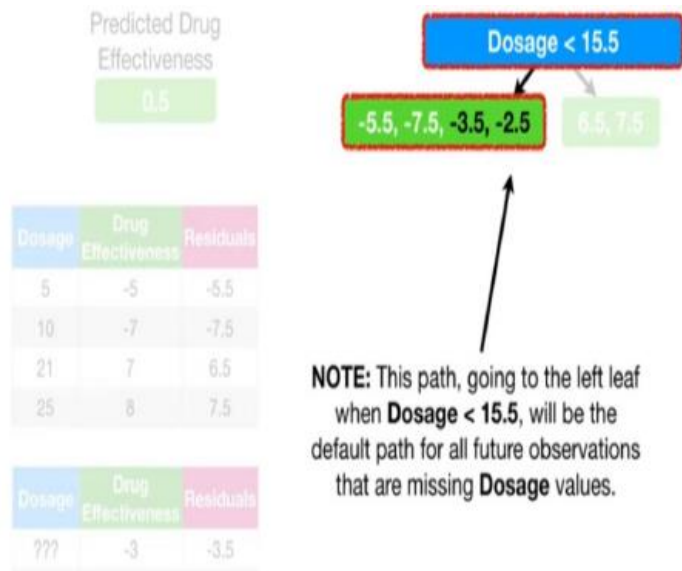 Predicted Drug
Effectiveness
0.5
Dosage < 15.5
-5.5, -7.5, -3.5, -2.5
6.5, 7.5
Dosage Drug Effectiveness Residuals
5 -5 -5.5
10 -7 -7.5
21 7 6.5
25 8 7.5
Dosage Drug Effectiveness Residuals
??? -3 -3.5
NOTE: This path, going to the left leaf
when Dosage < 15.5, will be the
default path for all future observations
that are missing Dosage values.